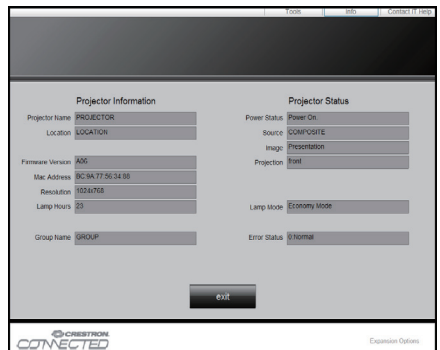 Tools Info Contact IT Help
Projector Information
Projector Name PROJECTOR
Location LOCATION
Firmware Version A06
Mac Address BC:9A:77:56:34:88
Resolution 1024x768
Lamp Hours 23
Group Name GROUP
Projector Status
Power Status Power On.
Source COMPOSITE
Image Presentation
Projection front
Lamp Mode Economy Mode
Error Status 0:Normal
exit
CRESTRON
CONNECTED
Expansion Options